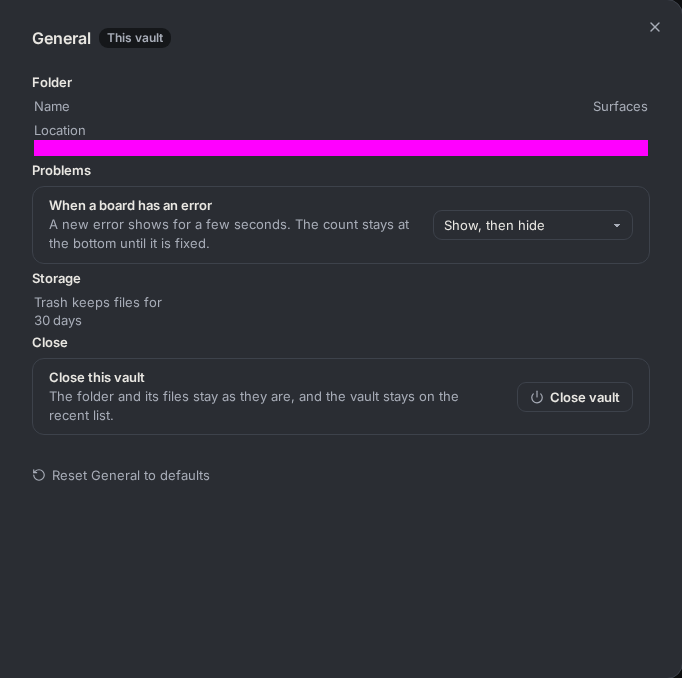 General This vault
Folder
Name Surfaces
Location
Problems
When a board has an error
A new error shows for a few seconds. The count stays at
the bottom until it is fixed.
Show, then hide
Storage
Trash keeps files for
30 days
Close
Close this vault
The folder and its files stay as they are, and the vault stays on the
recent list.
Close vault
Reset General to defaults